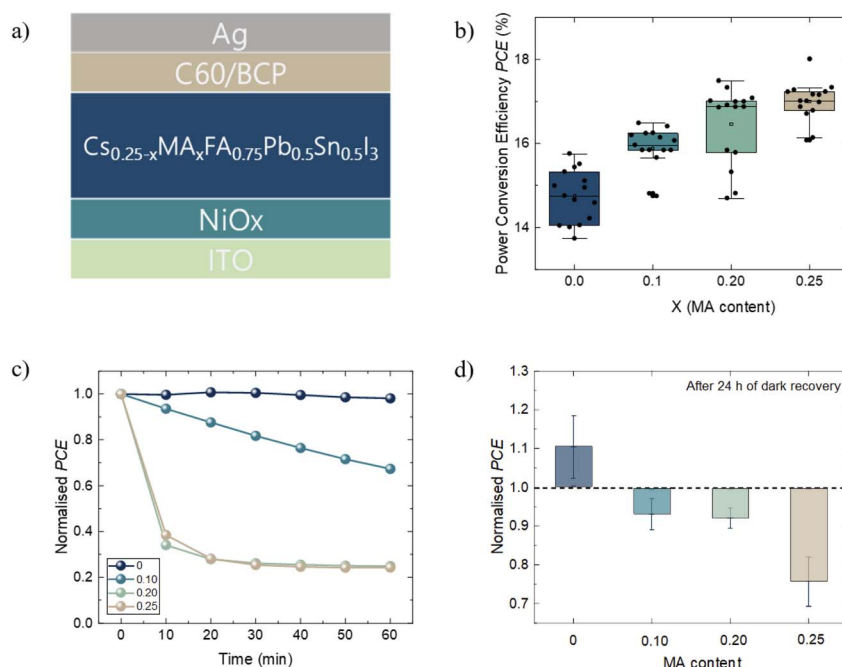 a)
Ag
C60/BCP
Cs0.25-xMAxFA0.75Pb0.5Sn0.5I3
NiOx
ITO
b)
Power Conversion Efficiency PCE (%)
18
16
14
0.0
0.1
0.20
0.25
X (MA content)
c)
Normalised PCE
1.0
0.8
0.6
0.4
0.2
0.0
0
0.10
0.20
0.25
0 10 20 30 40 50 60
Time (min)
d)
After 24 h of dark recovery
Normalised PCE
1.3
1.2
1.1
1.0
0.9
0.8
0.7
0
0.10
0.20
0.25
MA content